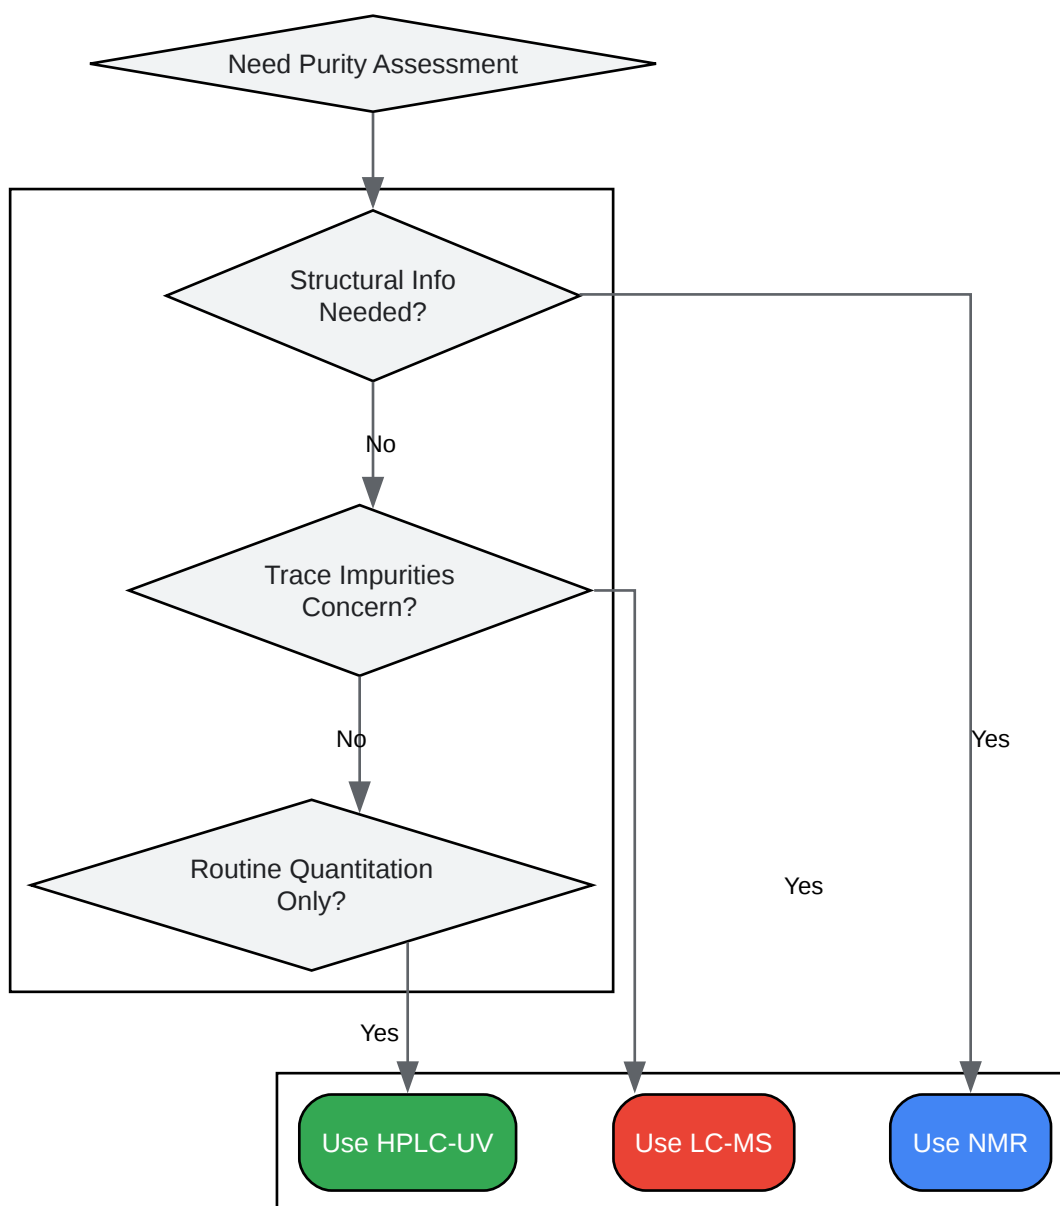 Need Purity Assessment
Structural Info
Needed?
No
Trace Impurities
Concern?
No
Yes
Routine Quantitation
Only?
Yes
Yes
Use HPLC-UV
Use LC-MS
Use NMR